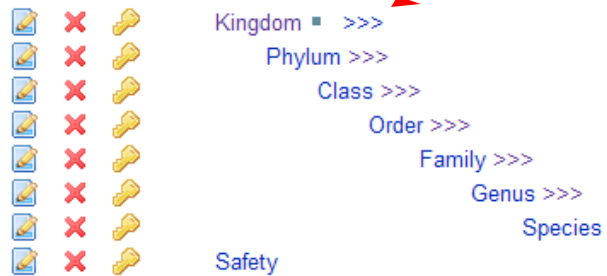 Kingdom ▪ >>>
Phylum >>>
Class >>>
Order >>>
Family >>>
Genus >>>
Species
Safety